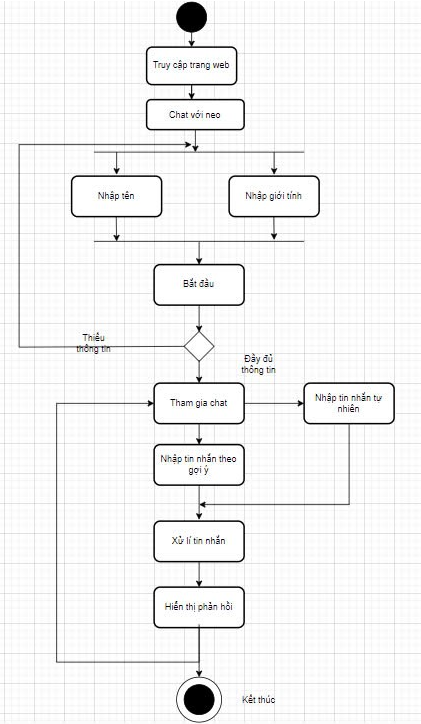 Truy cập trang web
Chat với neo
Nhập tên
Nhập giới tính
Bắt đầu
Thiếu
thông tin
Đầy đủ
thông tin
Tham gia chat
Nhập tin nhắn tự
nhiên
Nhập tin nhắn theo
gợi ý
Xử lí tin nhắn
Hiển thị phản hồi
Kết thúc